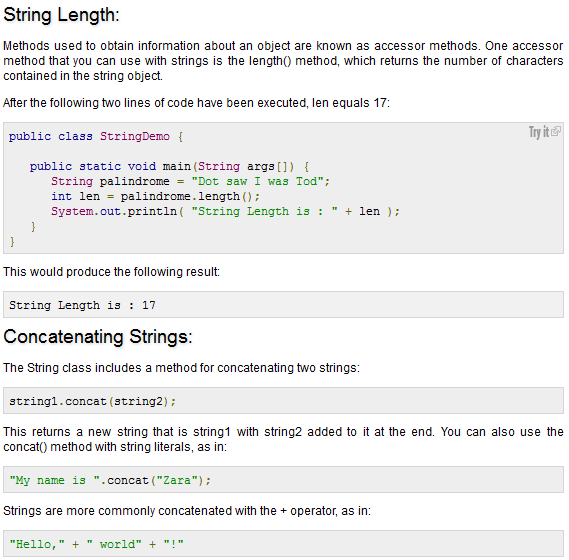 String Length:
Methods used to obtain information about an object are known as accessor methods. One accessor
method that you can use with strings is the length() method, which returns the number of characters
contained in the string object.
After the following two lines of code have been executed, len equals 17:
Try it
public class StringDemo {
public static void main(String args[]) {
String palindrome = "Dot saw I was Tod";
int len = palindrome.length();
System.out.println( "String Length is : " + len );
}
}
This would produce the following result:
String Length is : 17
Concatenating Strings:
The String class includes a method for concatenating two strings:
string1.concat(string2);
This returns a new string that is string1 with string2 added to it at the end. You can also use the
concat() method with string literals, as in:
"My name is ".concat("Zara");
Strings are more commonly concatenated with the + operator, as in:
"Hello," + " world" + "!"